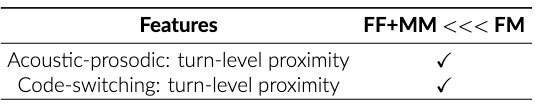 Features FF+MM <<< FM
Acoustic-prosodic: turn-level proximity ✓
Code-switching: turn-level proximity ✓